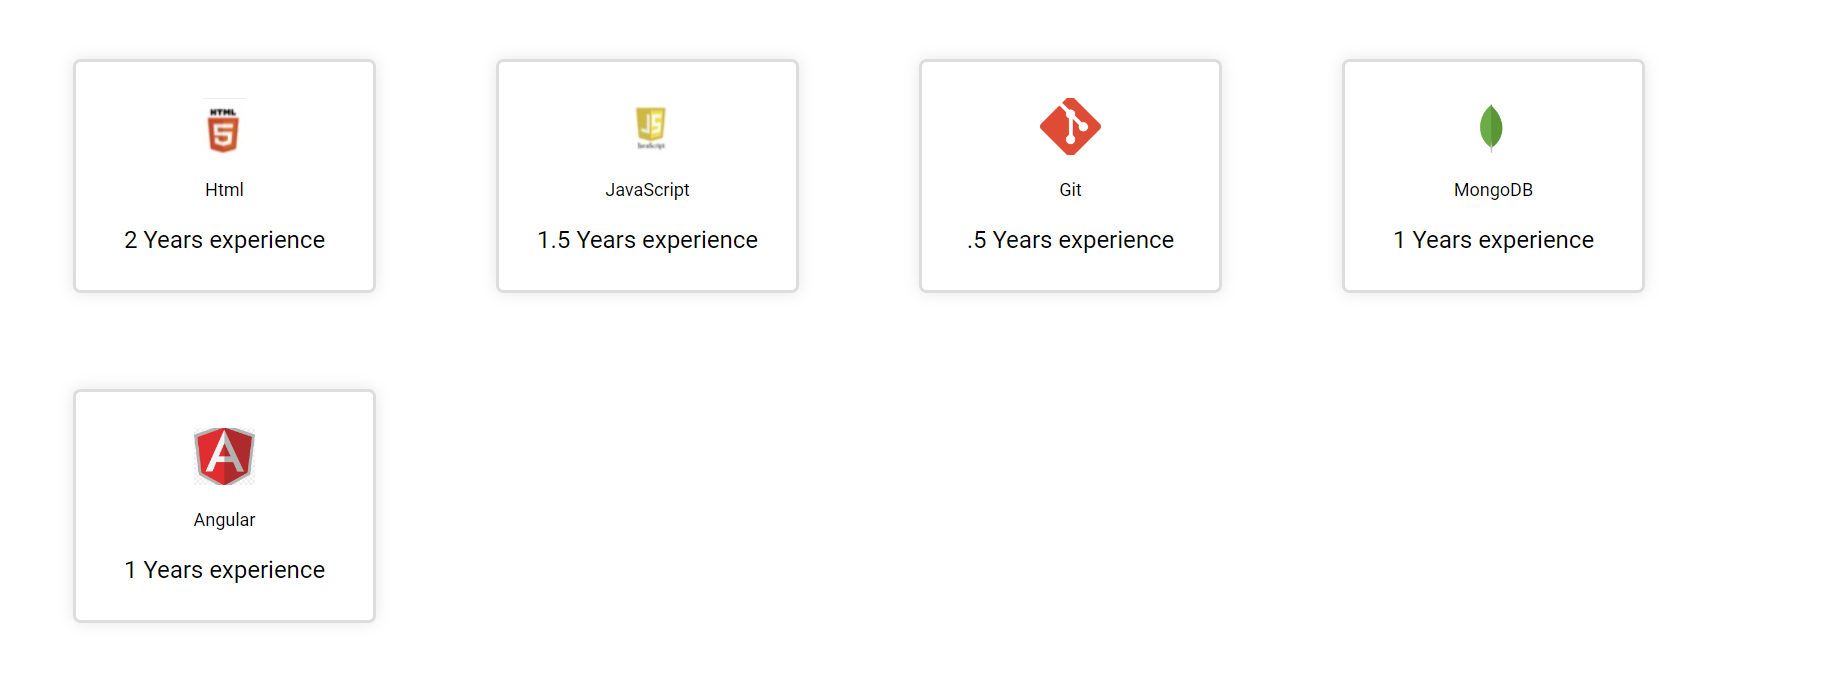 HTML
5
Html
2 Years experience
JS
JavaScript
JavaScript
1.5 Years experience
Git
.5 Years experience
MongoDB
1 Years experience
A
Angular
1 Years experience